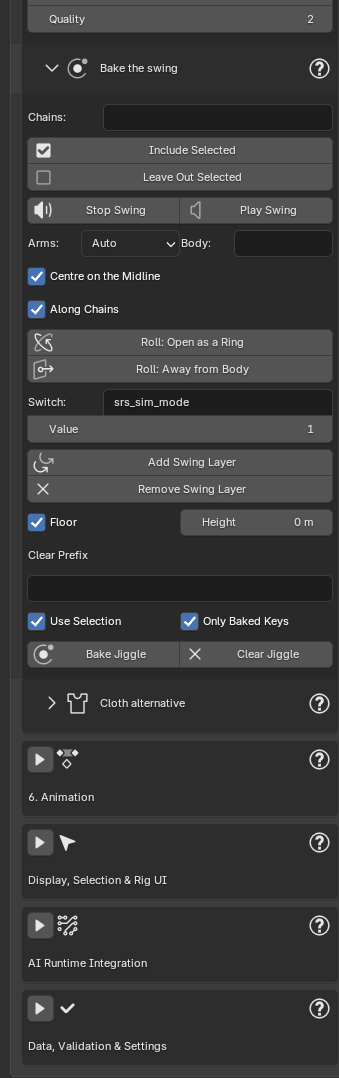 Quality 2
Bake the swing
Chains:
Include Selected
Leave Out Selected
Stop Swing Play Swing
Arms: Auto Body:
Centre on the Midline
Along Chains
Roll: Open as a Ring
Roll: Away from Body
Switch: srs_sim_mode
Value 1
Add Swing Layer
Remove Swing Layer
Floor Height 0 m
Clear Prefix
Use Selection Only Baked Keys
Bake Jiggle Clear Jiggle
Cloth alternative
6. Animation
Display, Selection & Rig UI
AI Runtime Integration
Data, Validation & Settings